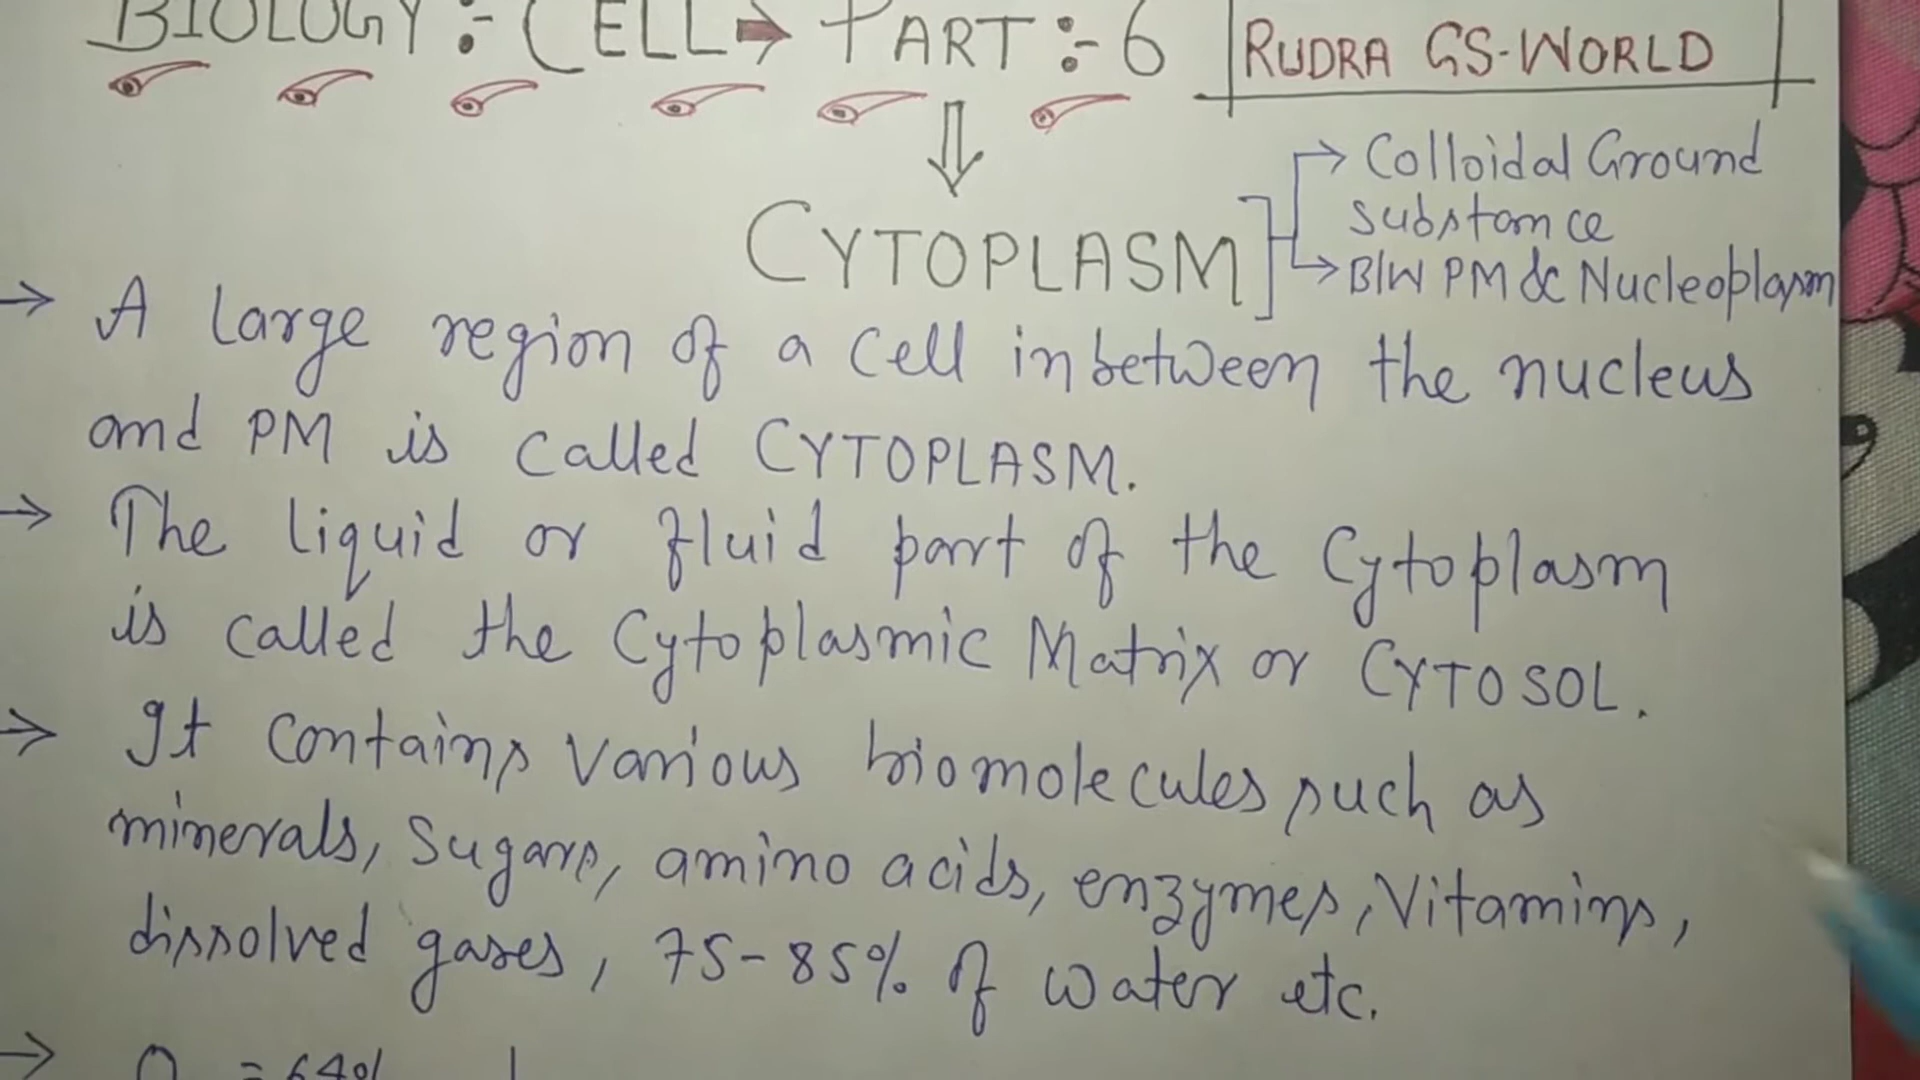 BIOLOGY :- CELL → PART :- 6
RUDRA GS-WORLD
CYTOPLASM
→ Colloidal Ground
substance
→ B/W PM & Nucleoplasm
→ A large region of a cell inbetween the nucleus
and PM is called CYTOPLASM.
→ The liquid or fluid part of the Cytoplasm
is called the Cytoplasmic Matrix or CYTOSOL.
→ It contains various biomolecules such as
minerals, Sugars, amino acids, enzymes, Vitamins,
dissolved gases, 75-85% of water etc.
→ O = 64%